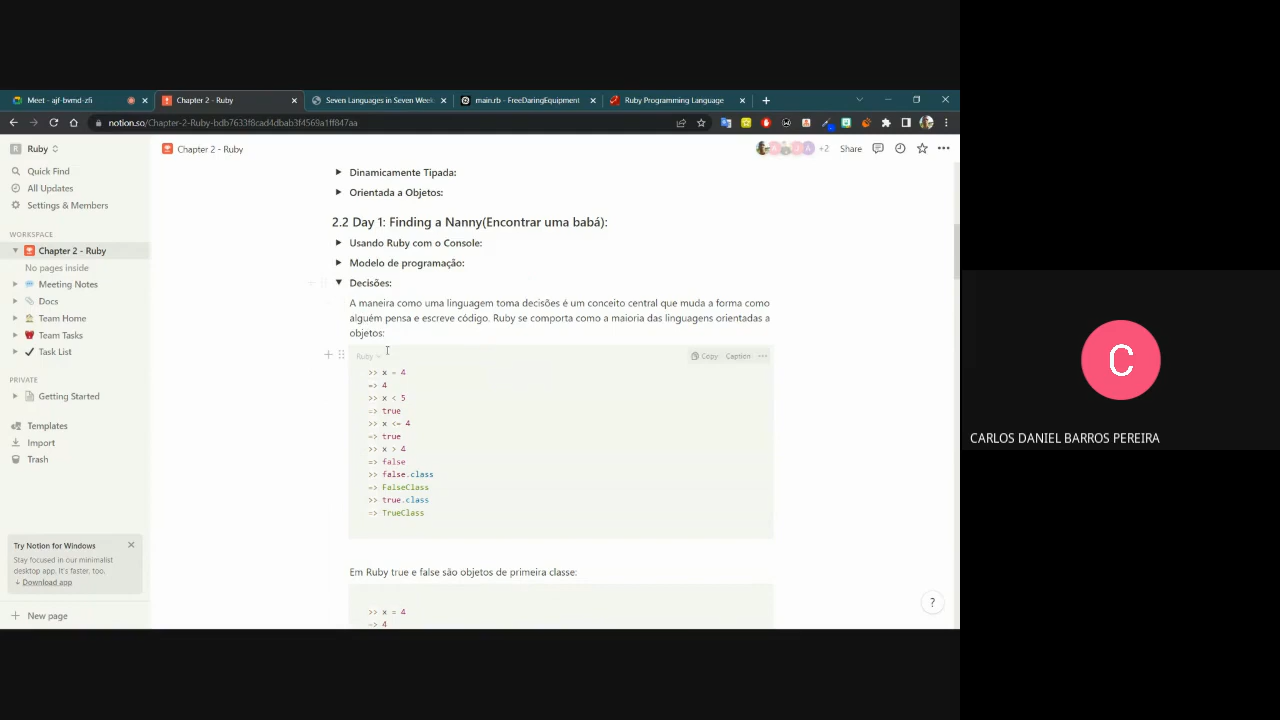 Meet - ajf-bvmd-zfi
Chapter 2 - Ruby
Seven Languages in Seven Week
main.rb - FreeDaringEquipment
Ruby Programming Language
notion.so/Chapter-2-Ruby-bdb7633f8cad4dbab3f4569a1ff847aa
R Ruby
Chapter 2 - Ruby
+2
Share
Quick Find
All Updates
Settings & Members
WORKSPACE
Chapter 2 - Ruby
No pages inside
Meeting Notes
Docs
Team Home
Team Tasks
Task List
PRIVATE
Getting Started
Templates
Import
Trash
Try Notion for Windows
Stay focused in our minimalist
desktop app. It's faster, too.
↓ Download app
+ New page
Dinamicamente Tipada:
Orientada a Objetos:
2.2 Day 1: Finding a Nanny(Encontrar uma babá):
Usando Ruby com o Console:
Modelo de programação:
Decisões:
A maneira como uma linguagem toma decisões é um conceito central que muda a forma como
alguém pensa e escreve código. Ruby se comporta como a maioria das linguagens orientadas a
objetos:
Ruby
Copy Caption
>> x = 4
=> 4
>> x < 5
=> true
>> x <= 4
=> true
>> x > 4
=> false
>> false.class
=> FalseClass
>> true.class
=> TrueClass
Em Ruby true e false são objetos de primeira classe:
>> x = 4
=> 4
?
C
CARLOS DANIEL BARROS PEREIRA